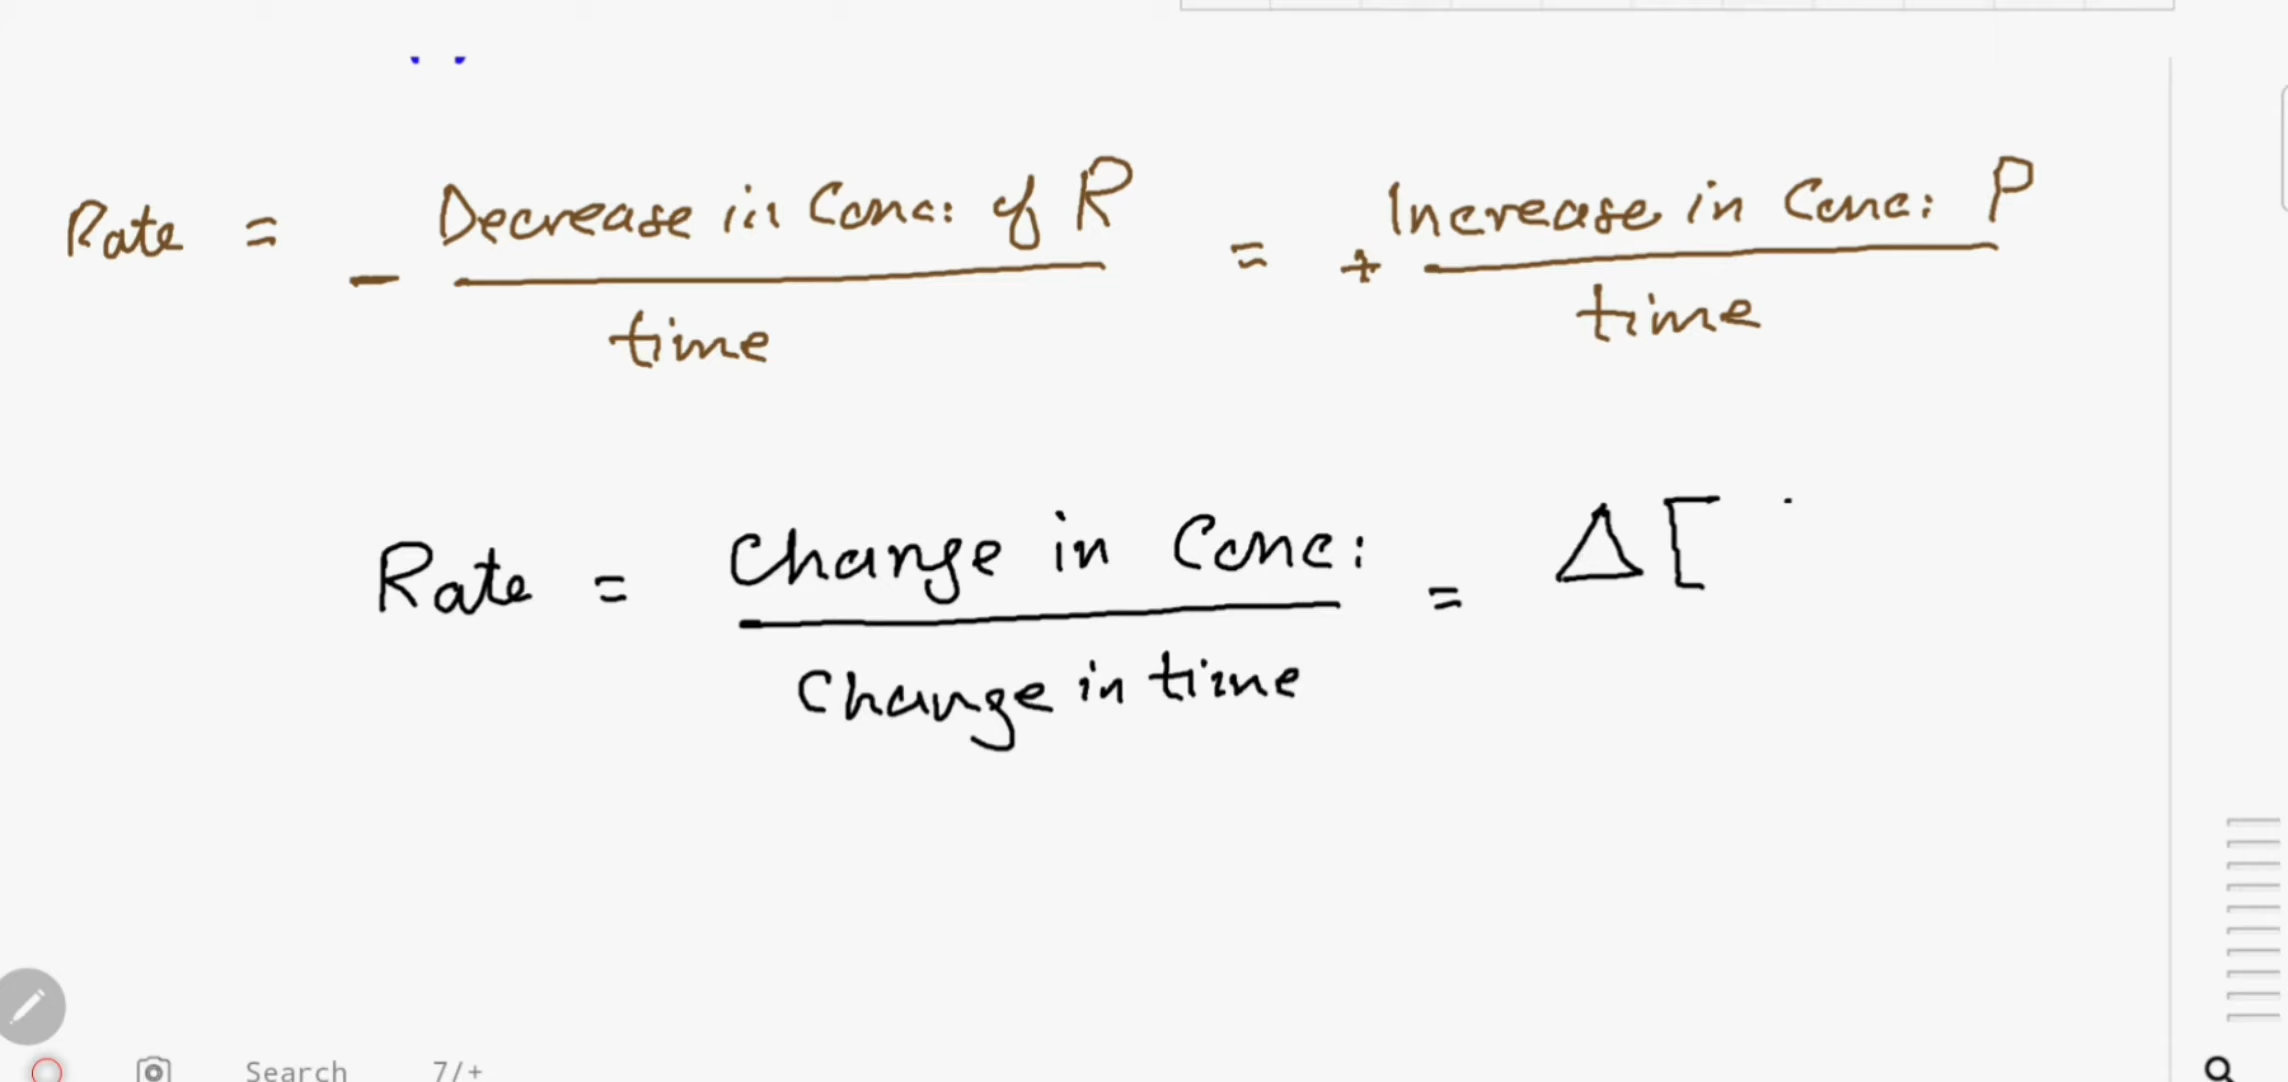 Rate = - Decrease in Conc: of R / time = + Increase in Conc: P / time
Rate = Change in Conc: / Change in time = Δ[
Search 7/+